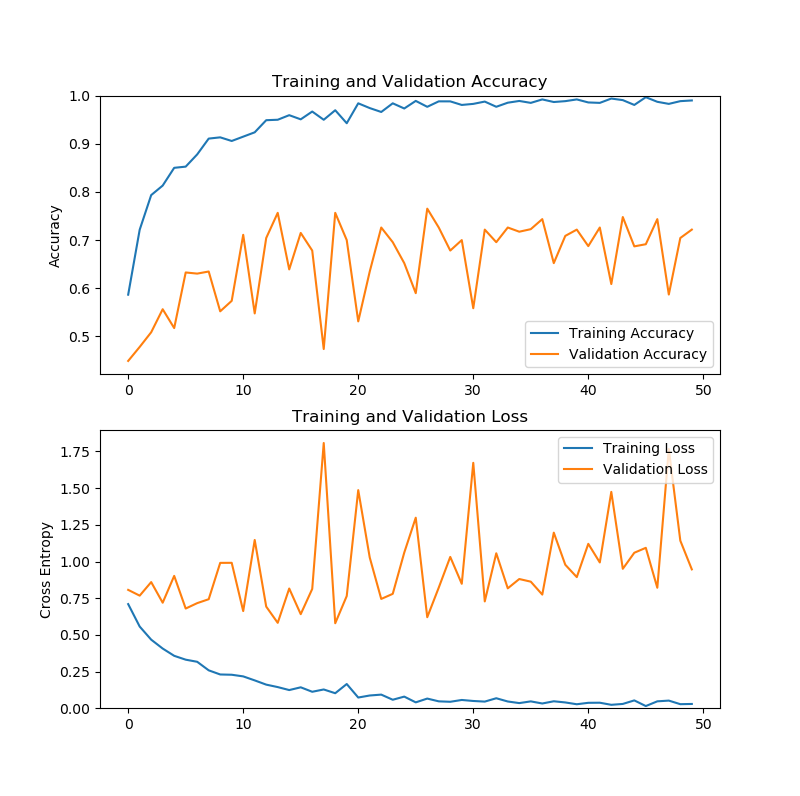 Training and Validation Accuracy
1.0
0.9
0.8
0.7
0.6
0.5
Accuracy
Training Accuracy
Validation Accuracy
0 10 20 30 40 50
Training and Validation Loss
1.75
1.50
1.25
1.00
0.75
0.50
0.25
0.00
Cross Entropy
Training Loss
Validation Loss
0 10 20 30 40 50